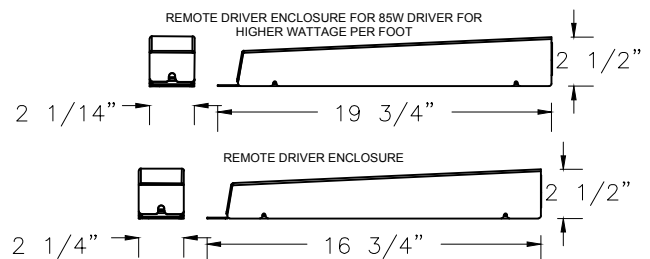 REMOTE DRIVER ENCLOSURE FOR 85W DRIVER FOR
HIGHER WATTAGE PER FOOT
2 1/2”
2 1/14”
19 3/4”
REMOTE DRIVER ENCLOSURE
2 1/2”
2 1/4”
16 3/4”